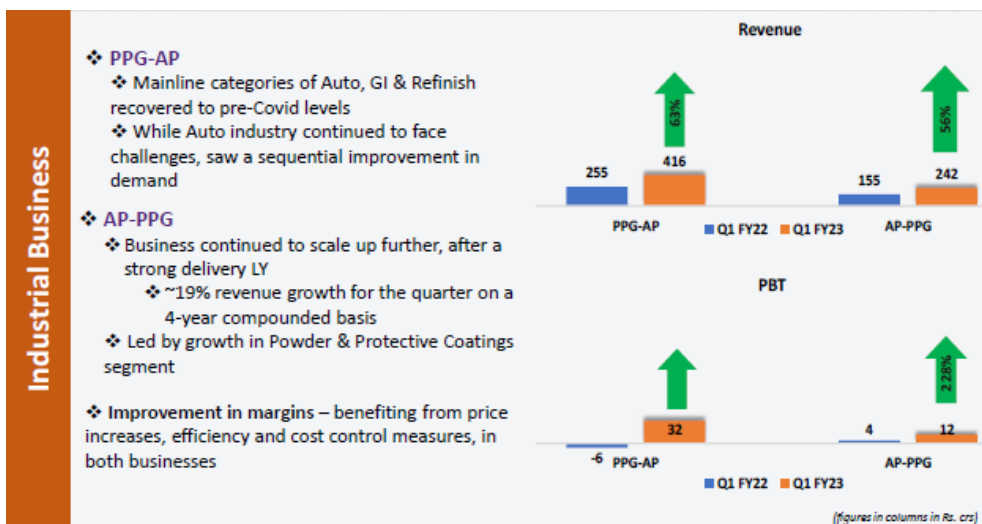 Industrial Business
❖ PPG-AP
❖ Mainline categories of Auto, GI & Refinish
recovered to pre-Covid levels
❖ While Auto industry continued to face
challenges, saw a sequential improvement in
demand
❖ AP-PPG
❖ Business continued to scale up further, after a
strong delivery LY
❖ ~19% revenue growth for the quarter on a
4-year compounded basis
❖ Led by growth in Powder & Protective Coatings
segment
❖ Improvement in margins – benefiting from price
increases, efficiency and cost control measures, in
both businesses
Revenue
63%
56%
255
416
155
242
PPG-AP
Q1 FY22
Q1 FY23
AP-PPG
PBT
228%
-6
32
4
12
PPG-AP
AP-PPG
Q1 FY22
Q1 FY23
(figures in columns in Rs. crs)